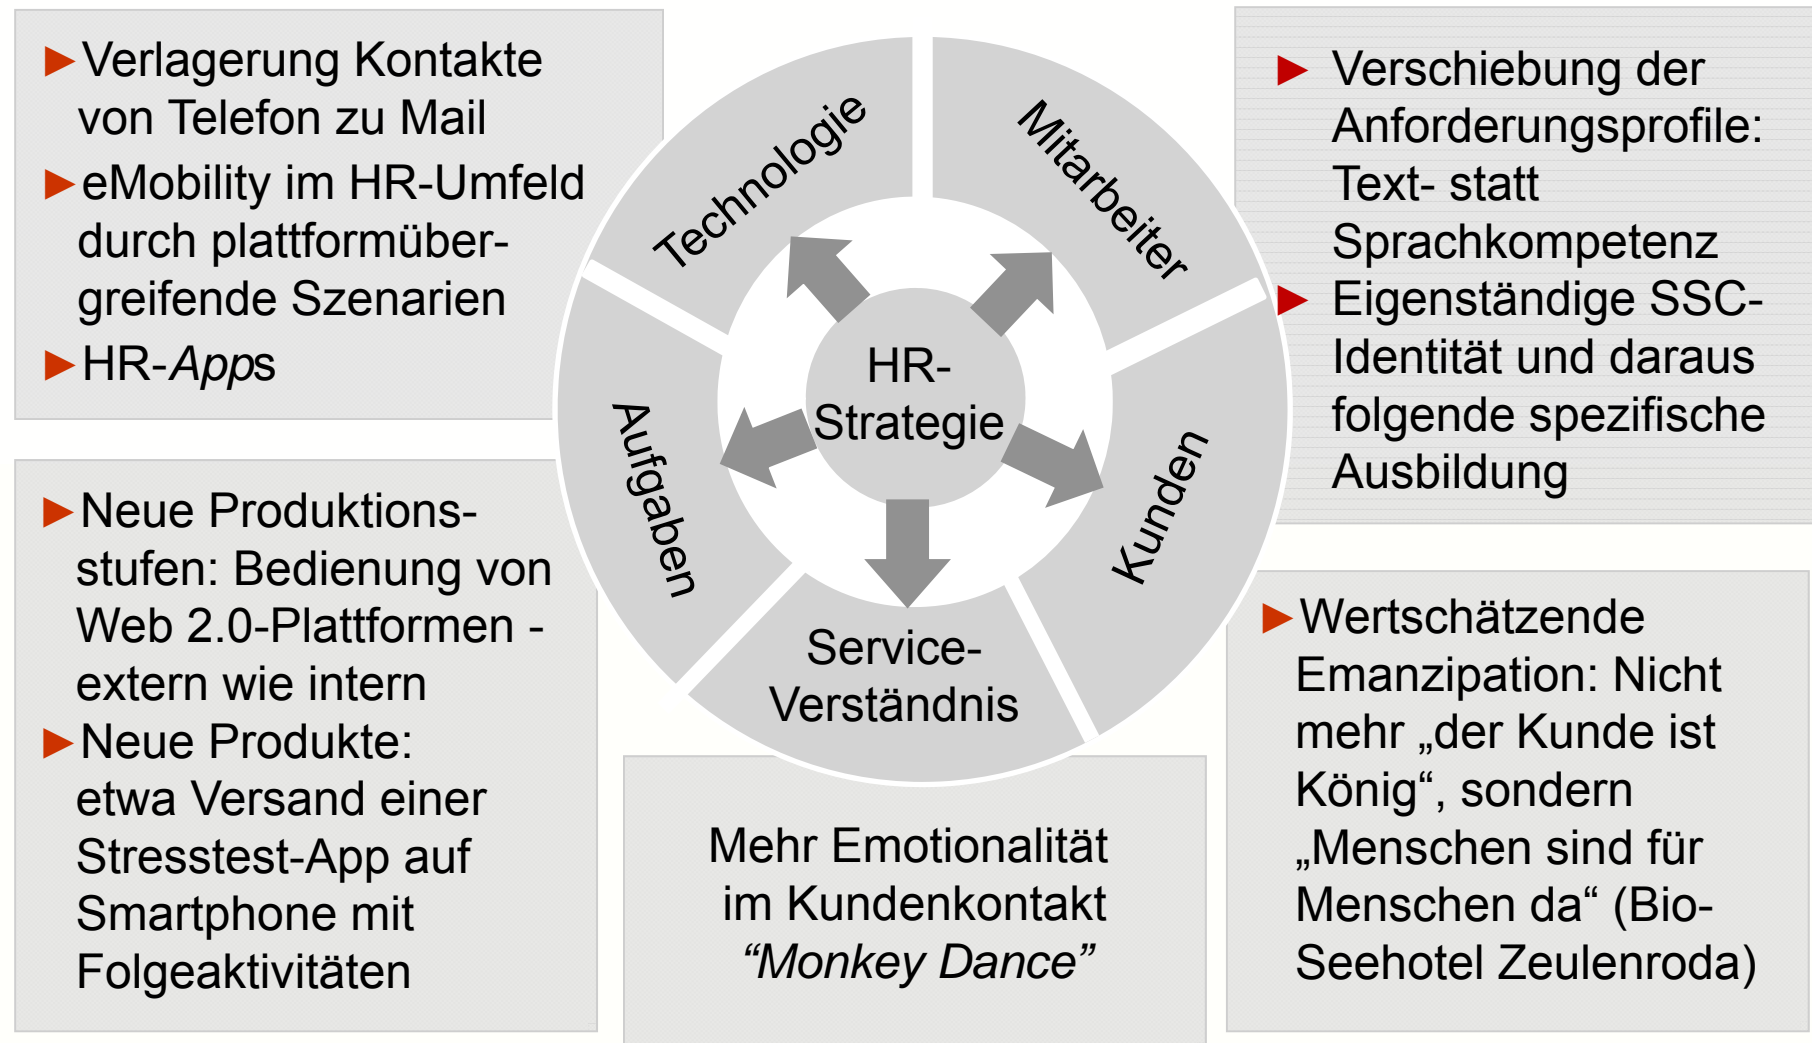 ►Verlagerung Kontakte
von Telefon zu Mail
►eMobility im HR-Umfeld
durch plattformüber-
greifende Szenarien
►HR-Apps
Technologie
Mitarbeiter
► Verschiebung der
Anforderungsprofile:
Text- statt
Sprachkompetenz
► Eigenständige SSC-
Identität und daraus
folgende spezifische
Ausbildung
HR-
Strategie
Aufgaben
Kunden
Service-
Verständnis
►Neue Produktions-
stufen: Bedienung von
Web 2.0-Plattformen -
extern wie intern
►Neue Produkte:
etwa Versand einer
Stresstest-App auf
Smartphone mit
Folgeaktivitäten
Mehr Emotionalität
im Kundenkontakt
“Monkey Dance”
►Wertschätzende
Emanzipation: Nicht
mehr „der Kunde ist
König“, sondern
„Menschen sind für
Menschen da“ (Bio-
Seehotel Zeulenroda)